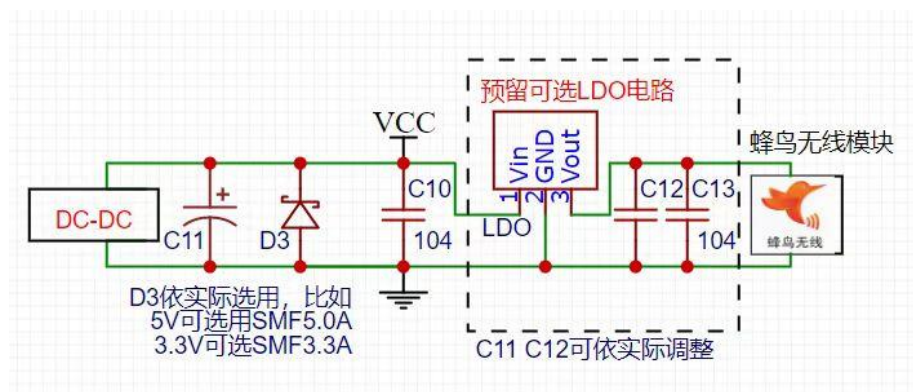 预留可选LDO电路
VCC
蜂鸟无线模块
Vin
GND
Vout
1
2
3
LDO
DC-DC
+
C11
D3
C10
104
C12
C13
104
蜂鸟无线
D3依实际选用，比如
5V可选用SMF5.0A
3.3V可选SMF3.3A
C11 C12可依实际调整